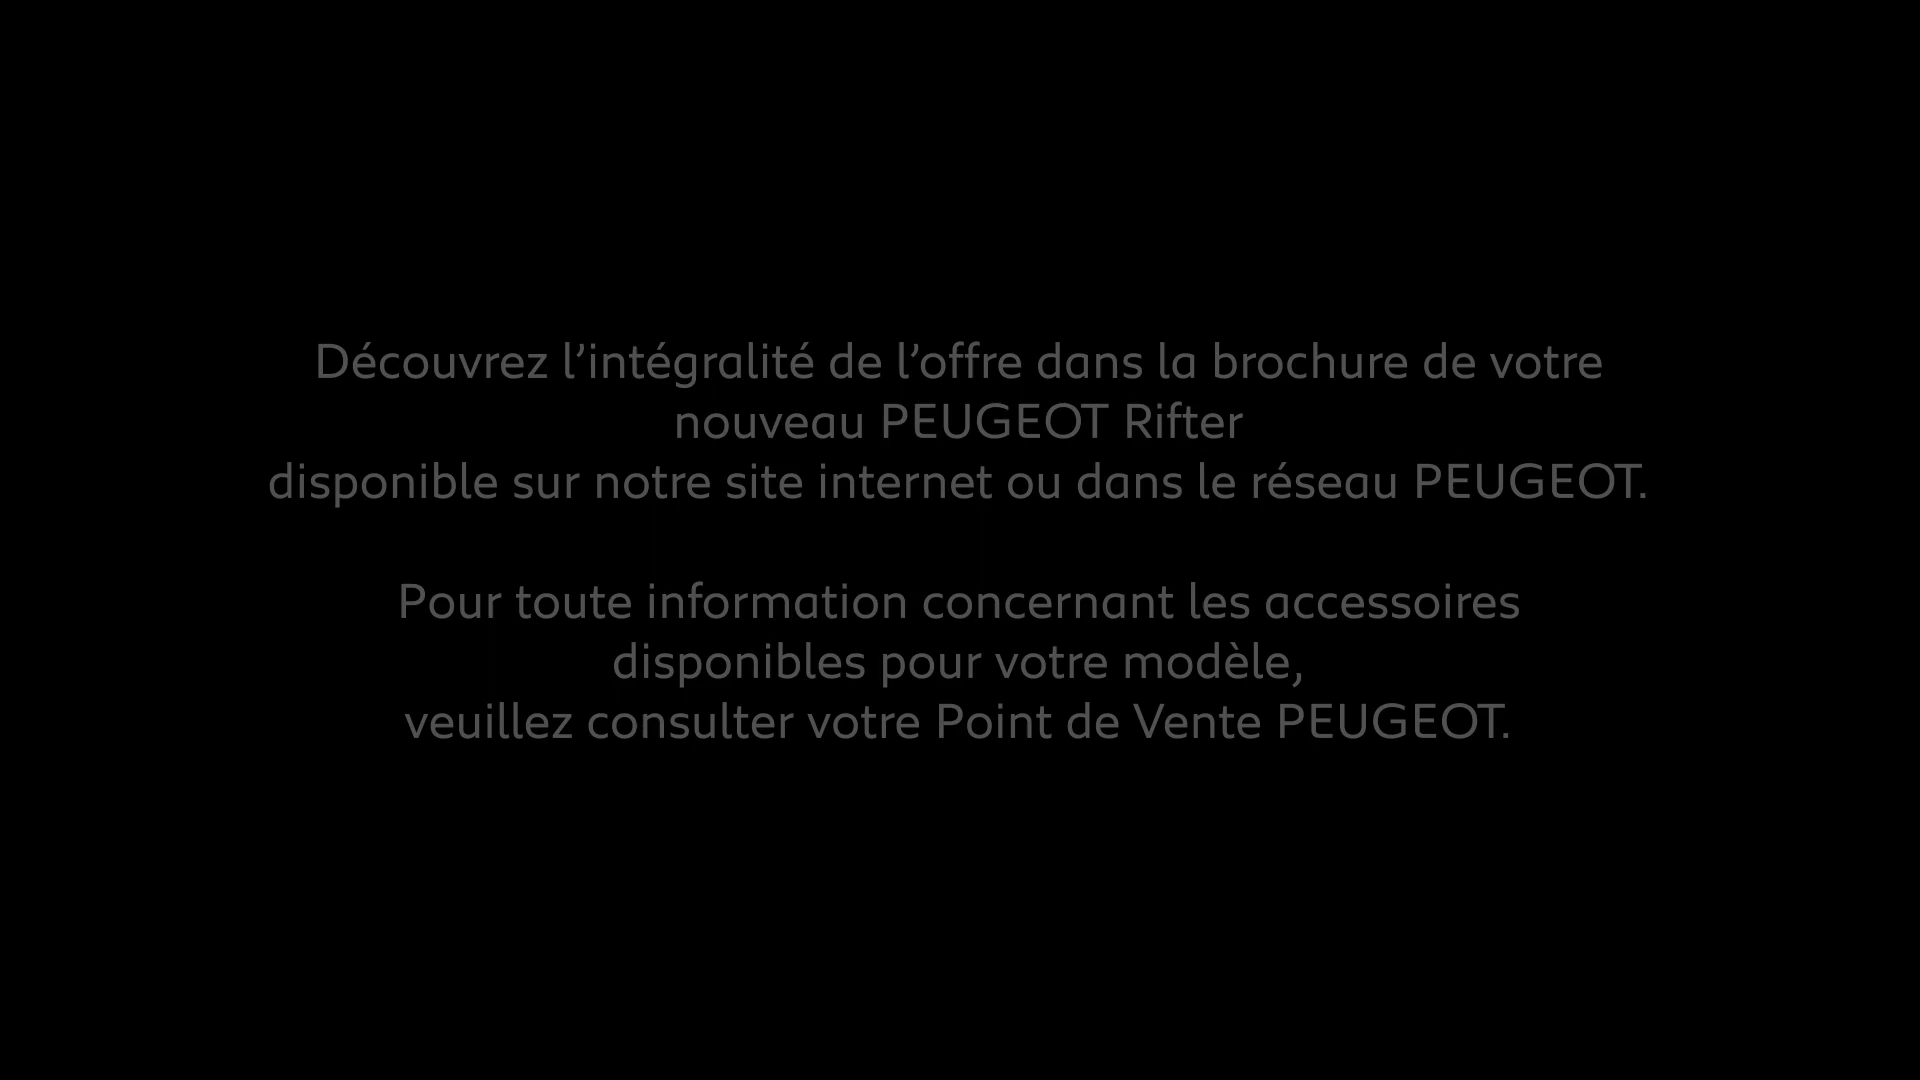 Découvrez l’intégralité de l’offre dans la brochure de votre
nouveau PEUGEOT Rifter
disponible sur notre site internet ou dans le réseau PEUGEOT.
Pour toute information concernant les accessoires
disponibles pour votre modèle,
veuillez consulter votre Point de Vente PEUGEOT.